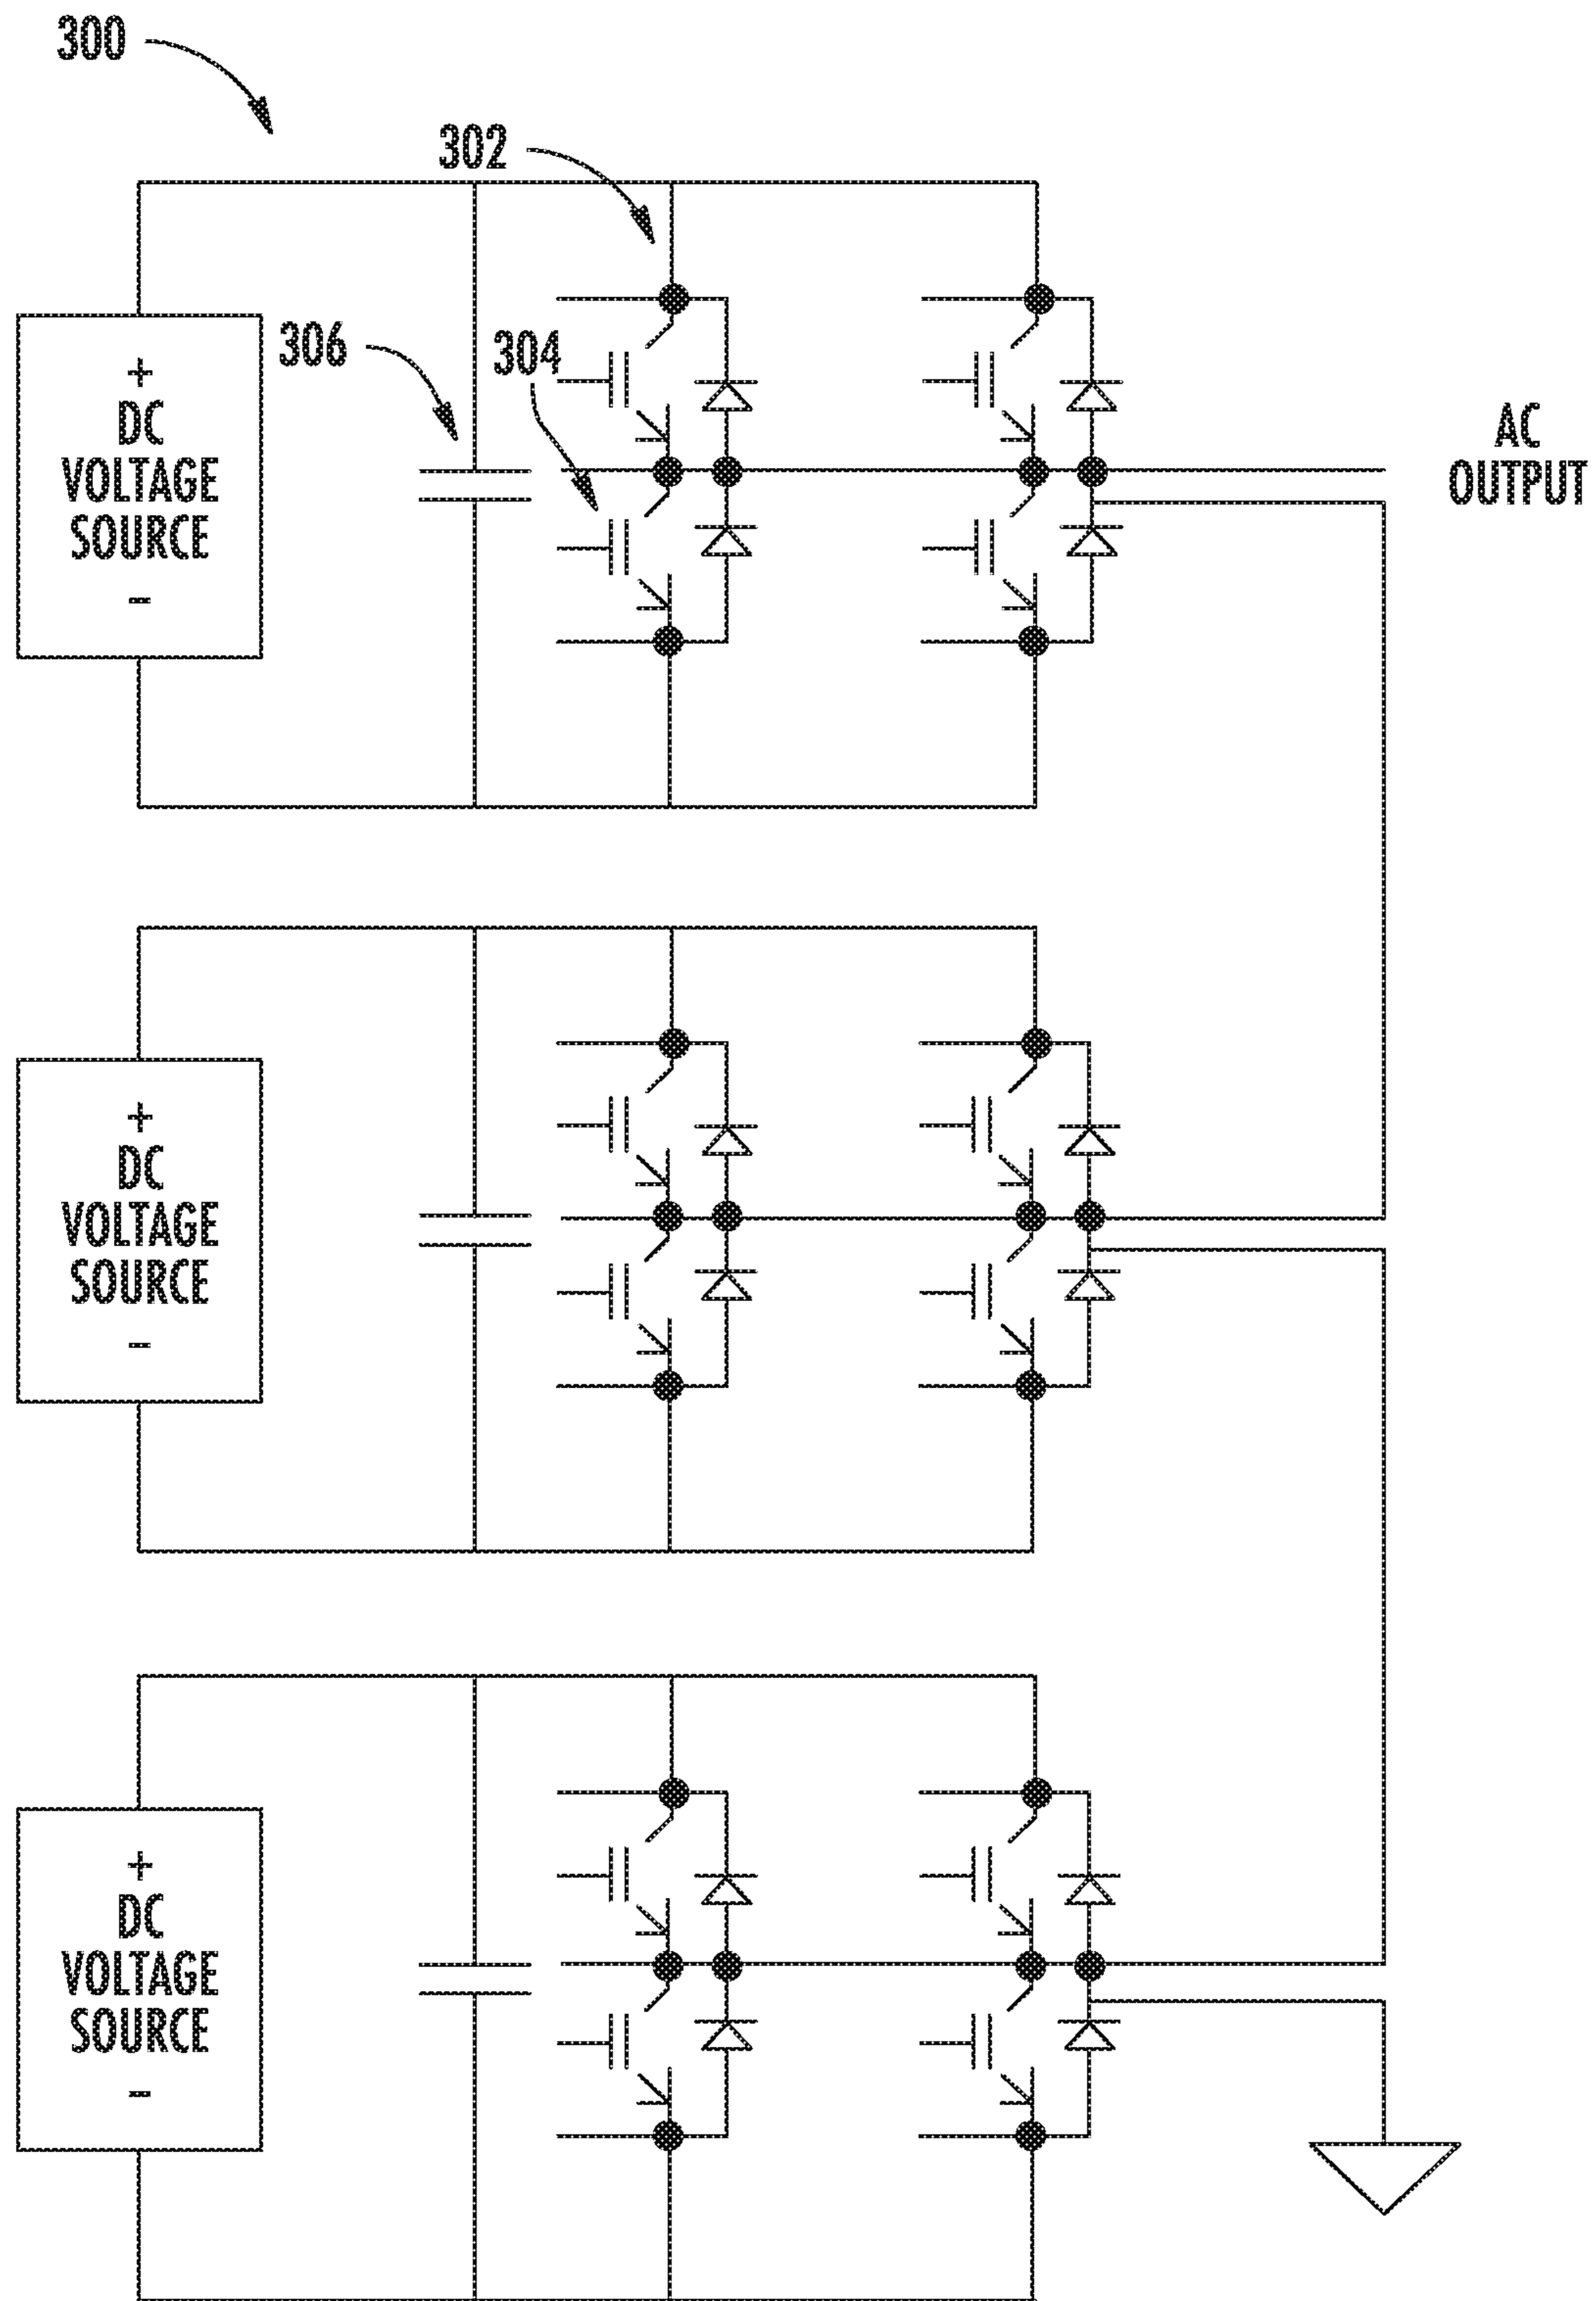 300
302
306
304
+
DC
VOLTAGE
SOURCE
−
AC
OUTPUT
+
DC
VOLTAGE
SOURCE
−
+
DC
VOLTAGE
SOURCE
−